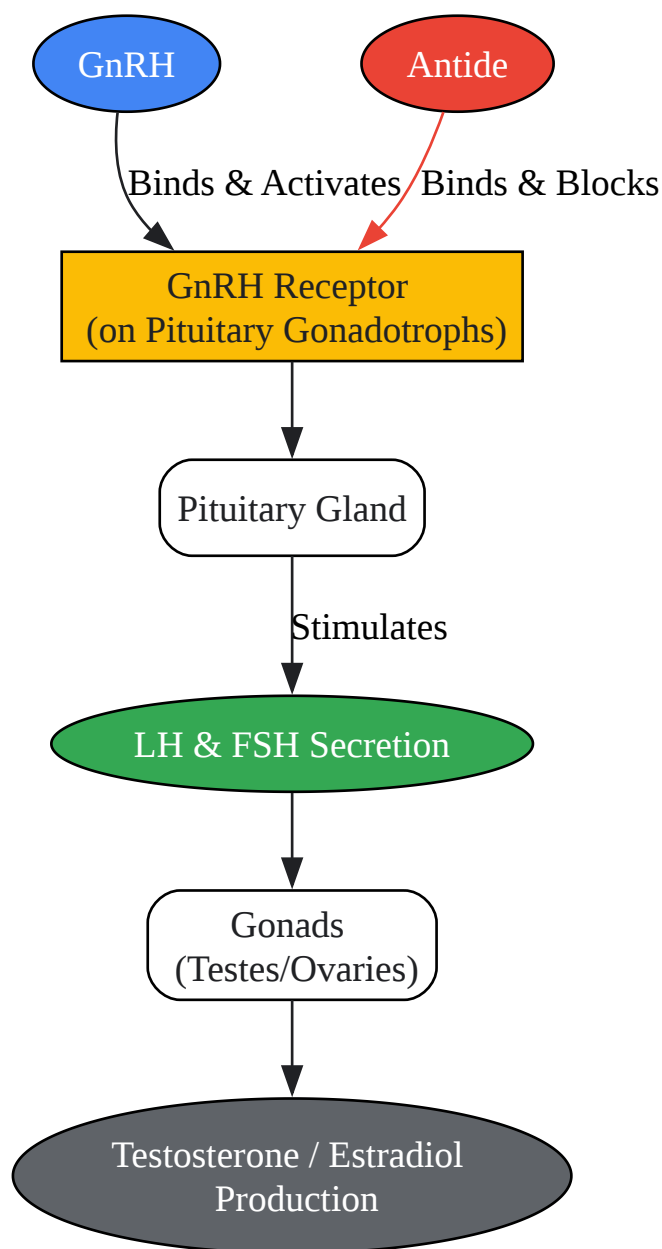 GnRH
Antide
Binds & Activates
Binds & Blocks
GnRH Receptor
(on Pituitary Gonadotrophs)
Pituitary Gland
Stimulates
LH & FSH Secretion
Gonads
(Testes/Ovaries)
Testosterone / Estradiol
Production